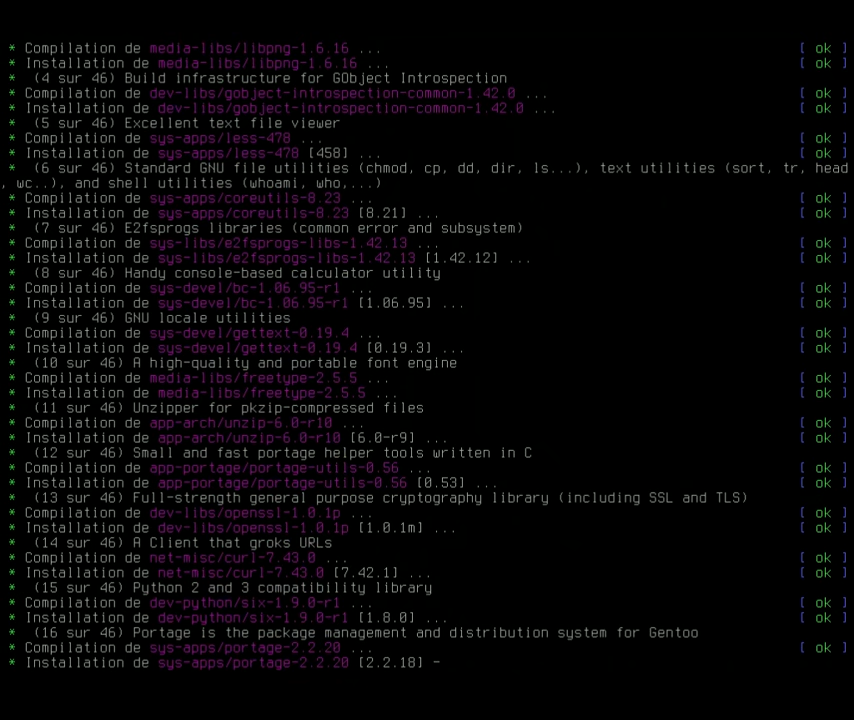 * Compilation de media-libs/libpng-1.6.16 ... [ ok ]
* Installation de media-libs/libpng-1.6.16 ... [ ok ]
* (4 sur 46) Build infrastructure for GObject Introspection
* Compilation de dev-libs/gobject-introspection-common-1.42.0 ... [ ok ]
* Installation de dev-libs/gobject-introspection-common-1.42.0 ... [ ok ]
* (5 sur 46) Excellent text file viewer
* Compilation de sys-apps/less-478 ... [ ok ]
* Installation de sys-apps/less-478 [458] ... [ ok ]
* (6 sur 46) Standard GNU file utilities (chmod, cp, dd, dir, ls...), text utilities (sort, tr, head
, wc..), and shell utilities (whoami, who,...)
* Compilation de sys-apps/coreutils-8.23 ... [ ok ]
* Installation de sys-apps/coreutils-8.23 [8.21] ... [ ok ]
* (7 sur 46) E2fsprogs libraries (common error and subsystem)
* Compilation de sys-libs/e2fsprogs-libs-1.42.13 ... [ ok ]
* Installation de sys-libs/e2fsprogs-libs-1.42.13 [1.42.12] ... [ ok ]
* (8 sur 46) Handy console-based calculator utility
* Compilation de sys-devel/bc-1.06.95-r1 ... [ ok ]
* Installation de sys-devel/bc-1.06.95-r1 [1.06.95] ... [ ok ]
* (9 sur 46) GNU locale utilities
* Compilation de sys-devel/gettext-0.19.4 ... [ ok ]
* Installation de sys-devel/gettext-0.19.4 [0.19.3] ... [ ok ]
* (10 sur 46) A high-quality and portable font engine
* Compilation de media-libs/freetype-2.5.5 ... [ ok ]
* Installation de media-libs/freetype-2.5.5 ... [ ok ]
* (11 sur 46) Unzipper for pkzip-compressed files
* Compilation de app-arch/unzip-6.0-r10 ... [ ok ]
* Installation de app-arch/unzip-6.0-r10 [6.0-r9] ... [ ok ]
* (12 sur 46) Small and fast portage helper tools written in C
* Compilation de app-portage/portage-utils-0.56 ... [ ok ]
* Installation de app-portage/portage-utils-0.56 [0.53] ... [ ok ]
* (13 sur 46) Full-strength general purpose cryptography library (including SSL and TLS)
* Compilation de dev-libs/openssl-1.0.1p ... [ ok ]
* Installation de dev-libs/openssl-1.0.1p [1.0.1m] ... [ ok ]
* (14 sur 46) A Client that groks URLs
* Compilation de net-misc/curl-7.43.0 ... [ ok ]
* Installation de net-misc/curl-7.43.0 [7.42.1] ... [ ok ]
* (15 sur 46) Python 2 and 3 compatibility library
* Compilation de dev-python/six-1.9.0-r1 ... [ ok ]
* Installation de dev-python/six-1.9.0-r1 [1.8.0] ... [ ok ]
* (16 sur 46) Portage is the package management and distribution system for Gentoo
* Compilation de sys-apps/portage-2.2.20 ... [ ok ]
* Installation de sys-apps/portage-2.2.20 [2.2.18] -